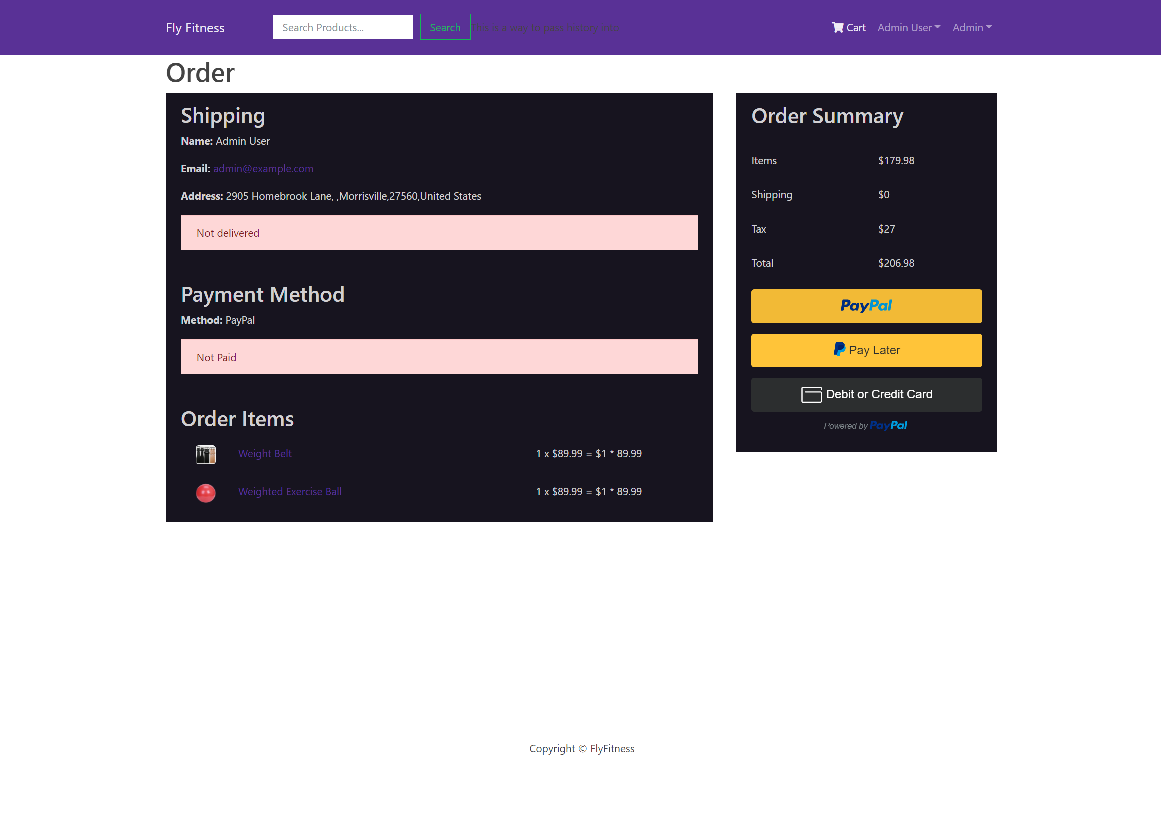 Fly Fitness
Search Products...
Search
Cart
Admin User
Admin
Order
Shipping
Name: Admin User
Email: admin@example.com
Address: 2905 Homebrook Lane, ,Morrisville,27560,United States
Not delivered
Payment Method
Method: PayPal
Not Paid
Order Items
Weight Belt 1 x $89.99 = $1 * 89.99
Weighted Exercise Ball 1 x $89.99 = $1 * 89.99
Order Summary
Items $179.98
Shipping $0
Tax $27
Total $206.98
PayPal
Pay Later
Debit or Credit Card
Powered by PayPal
Copyright © FlyFitness